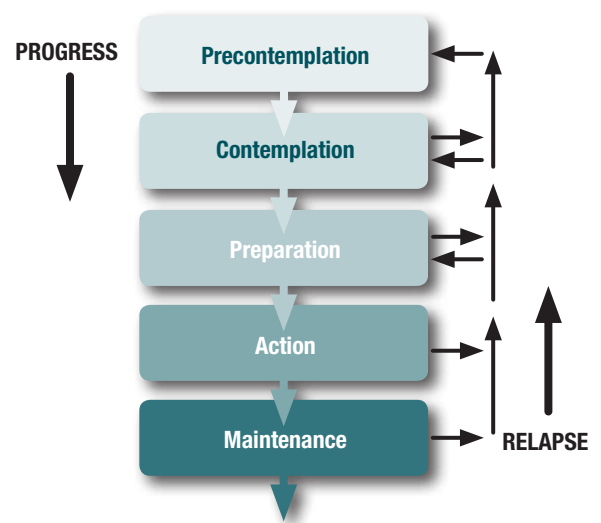 PROGRESS
Precontemplation
Contemplation
Preparation
Action
Maintenance
RELAPSE